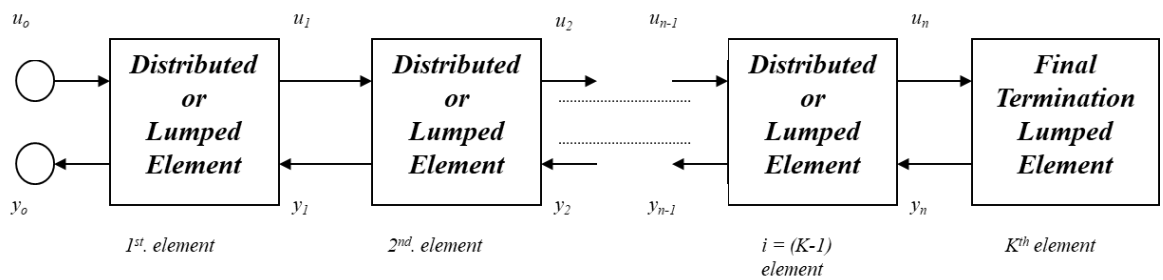 u_o u_1 u_2 u_{n-1} u_n
Distributed
or
Lumped
Element
Distributed
or
Lumped
Element
Distributed
or
Lumped
Element
Final
Termination
Lumped
Element
y_o y_1 y_2 y_{n-1} y_n
1st. element
2nd. element
i = (K-1)
element
Kth element